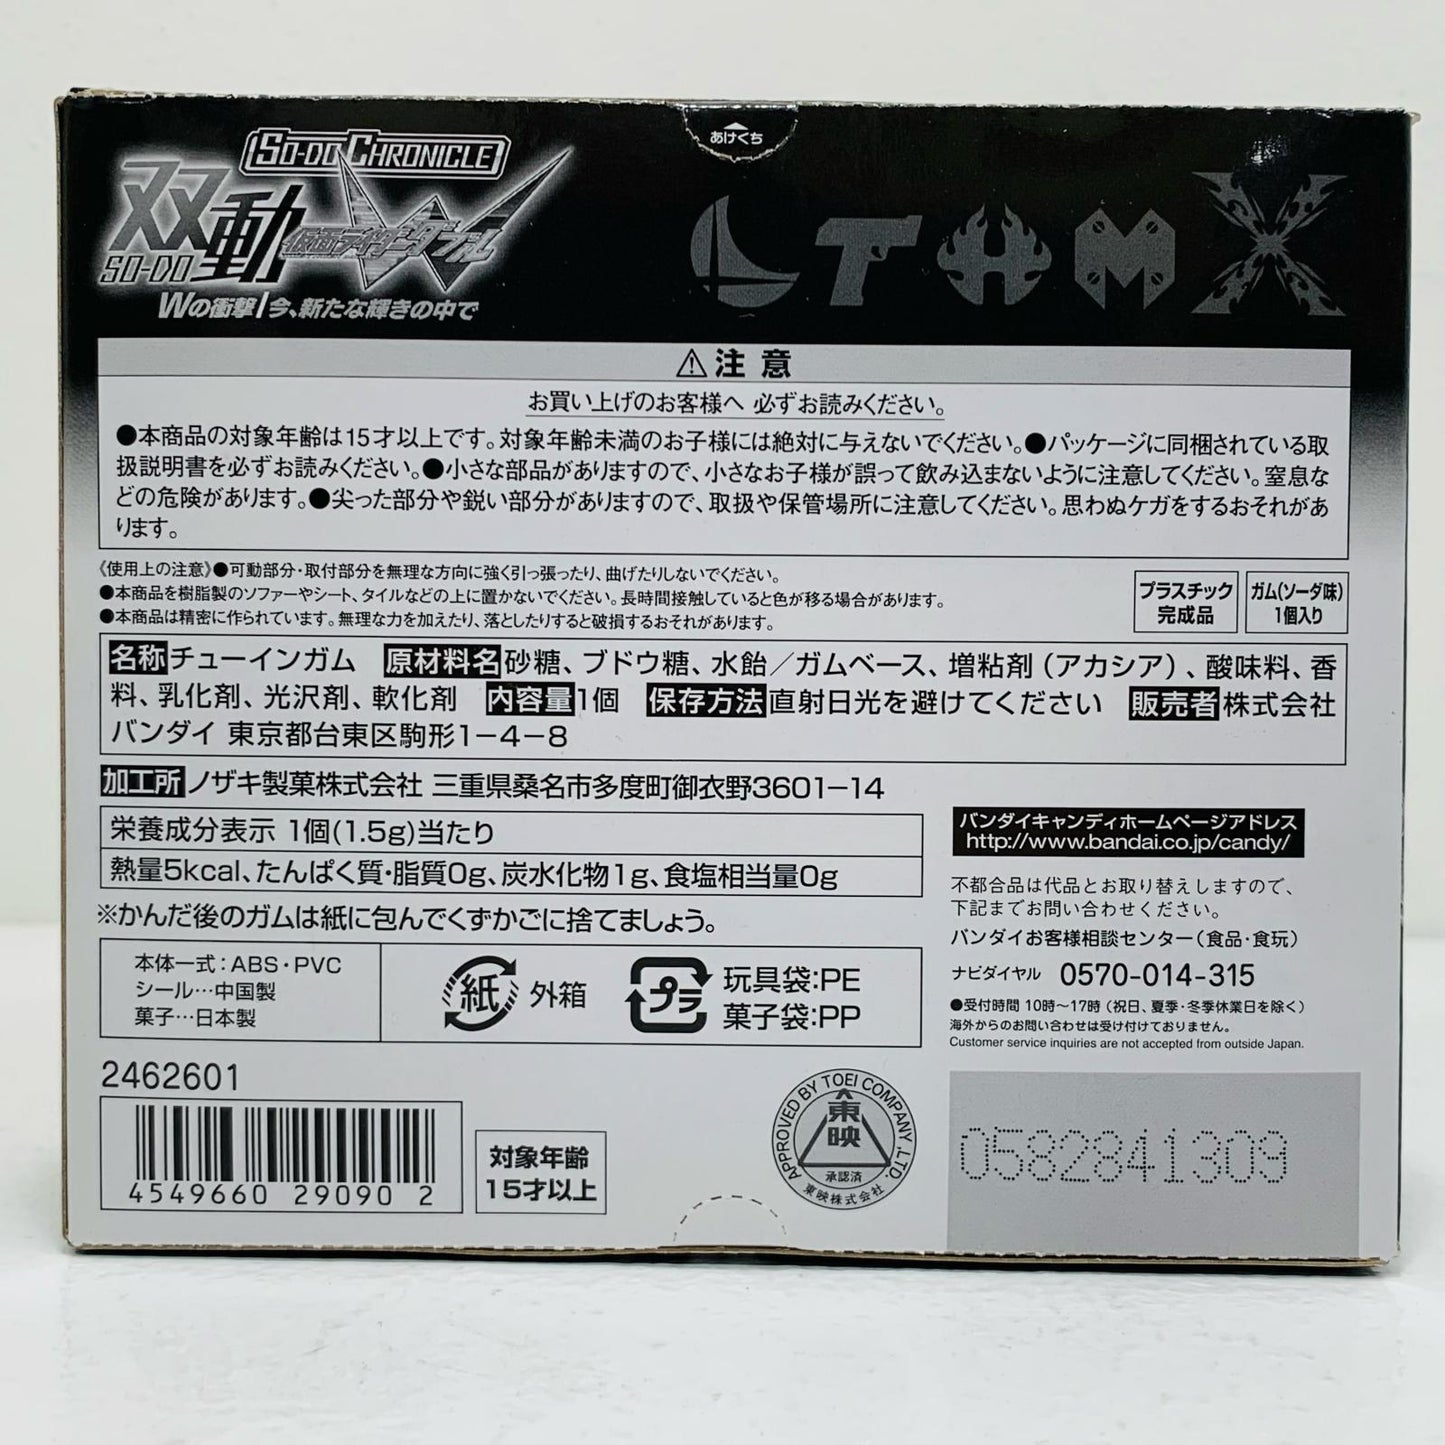 あけくち
SO-DO CHRONICLE
双動
SO-DO
仮面ライダーダブル
W
Wの衝撃/今、新たな輝きの中で
L T H M X
⚠注意
お買い上げのお客様へ 必ずお読みください。
●本商品の対象年齢は15才以上です。対象年齢未満のお子様には絶対に与えないでください。●パッケージに同梱されている取
扱説明書を必ずお読みください。●小さな部品がありますので、小さなお子様が誤って飲み込まないように注意してください。窒息な
どの危険があります。●尖った部分や鋭い部分がありますので、取扱や保管場所に注意してください。思わぬケガをするおそれがあ
ります。
《使用上の注意》●可動部分・取付部分を無理な方向に強く引っ張ったり、曲げたりしないでください。
●本商品を樹脂製のソファーやシート、タイルなどの上に置かないでください。長時間接触していると色が移る場合があります。
●本商品は精密に作られています。無理な力を加えたり、落としたりすると破損するおそれがあります。
プラスチック
完成品
ガム(ソーダ味)
1個入り
名称チューインガム 原材料名砂糖、ブドウ糖、水飴／ガムベース、増粘剤（アカシア）、酸味料、香
料、乳化剤、光沢剤、軟化剤 内容量1個 保存方法直射日光を避けてください 販売者株式会社
バンダイ 東京都台東区駒形1－4－8
加工所ノザキ製菓株式会社 三重県桑名市多度町御衣野3601－14
栄養成分表示 1個(1.5g)当たり
熱量5kcal、たんぱく質・脂質0g、炭水化物1g、食塩相当量0g
※かんだ後のガムは紙に包んでくずかごに捨てましょう。
本体一式：ABS・PVC
シール…中国製
菓子…日本製
紙 外箱
プラ
玩具袋:PE
菓子袋:PP
バンダイキャンディホームページアドレス
http://www.bandai.co.jp/candy/
不都合品は代品とお取り替えしますので、
下記までお問い合わせください。
バンダイお客様相談センター（食品・食玩）
ナビダイヤル 0570-014-315
●受付時間 10時〜17時（祝日、夏季・冬季休業日を除く）
海外からのお問い合わせは受け付けておりません。
Customer service inquiries are not accepted from outside Japan.
2462601
4549660 29090 2
対象年齢
15才以上
APPROVED BY TOEI COMPANY, LTD.
東映
承認済
東映株式会社
0582841309